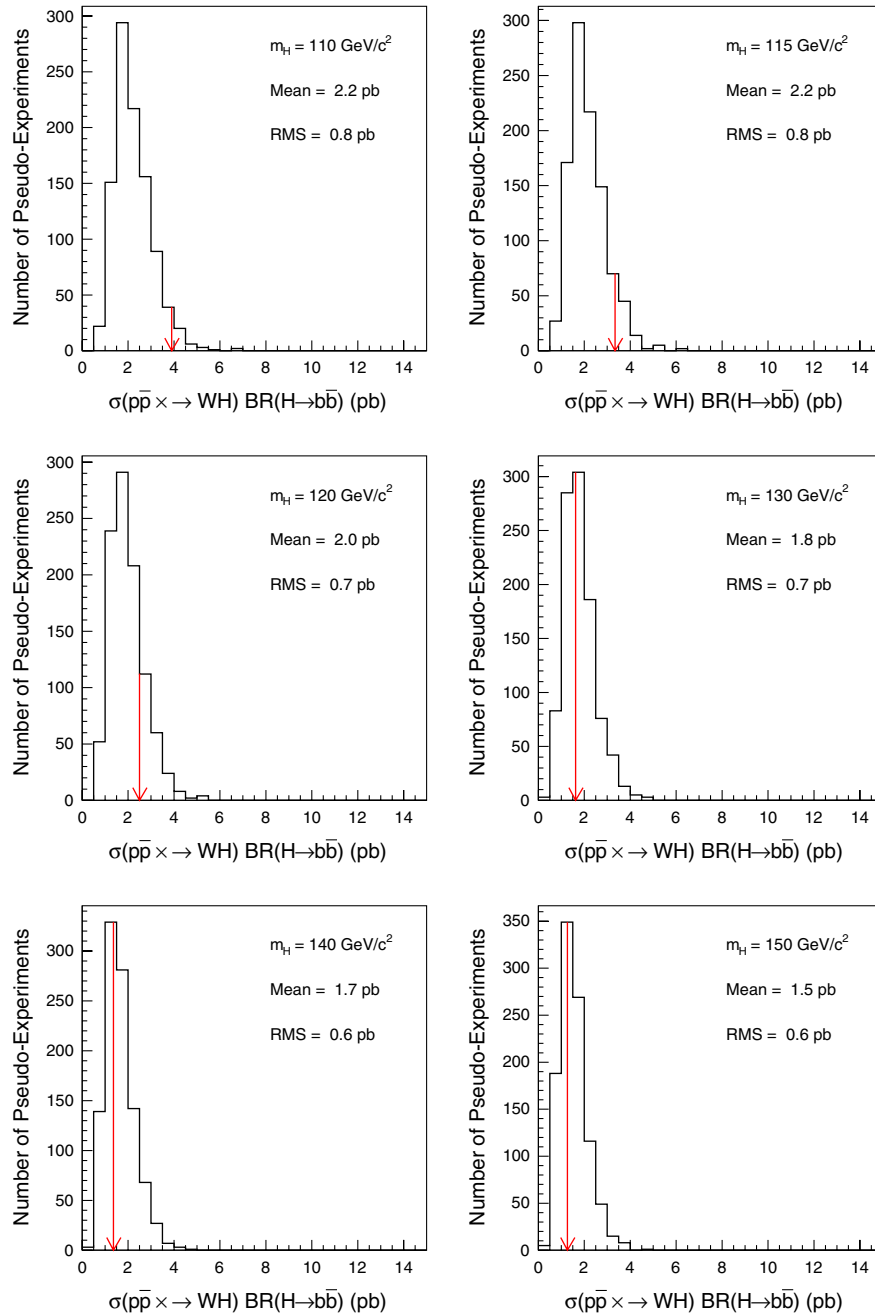 Number of Pseudo-Experiments
300
250
200
150
100
50
0
m_H = 110 GeV/c²
Mean = 2.2 pb
RMS = 0.8 pb
0 2 4 6 8 10 12 14
σ(pp̅ × → WH) BR(H→bb̅) (pb)
Number of Pseudo-Experiments
300
250
200
150
100
50
0
m_H = 115 GeV/c²
Mean = 2.2 pb
RMS = 0.8 pb
0 2 4 6 8 10 12 14
σ(pp̅ × → WH) BR(H→bb̅) (pb)
Number of Pseudo-Experiments
300
250
200
150
100
50
0
m_H = 120 GeV/c²
Mean = 2.0 pb
RMS = 0.7 pb
0 2 4 6 8 10 12 14
σ(pp̅ × → WH) BR(H→bb̅) (pb)
Number of Pseudo-Experiments
300
250
200
150
100
50
0
m_H = 130 GeV/c²
Mean = 1.8 pb
RMS = 0.7 pb
0 2 4 6 8 10 12 14
σ(pp̅ × → WH) BR(H→bb̅) (pb)
Number of Pseudo-Experiments
300
250
200
150
100
50
0
m_H = 140 GeV/c²
Mean = 1.7 pb
RMS = 0.6 pb
0 2 4 6 8 10 12 14
σ(pp̅ × → WH) BR(H→bb̅) (pb)
Number of Pseudo-Experiments
350
300
250
200
150
100
50
0
m_H = 150 GeV/c²
Mean = 1.5 pb
RMS = 0.6 pb
0 2 4 6 8 10 12 14
σ(pp̅ × → WH) BR(H→bb̅) (pb)